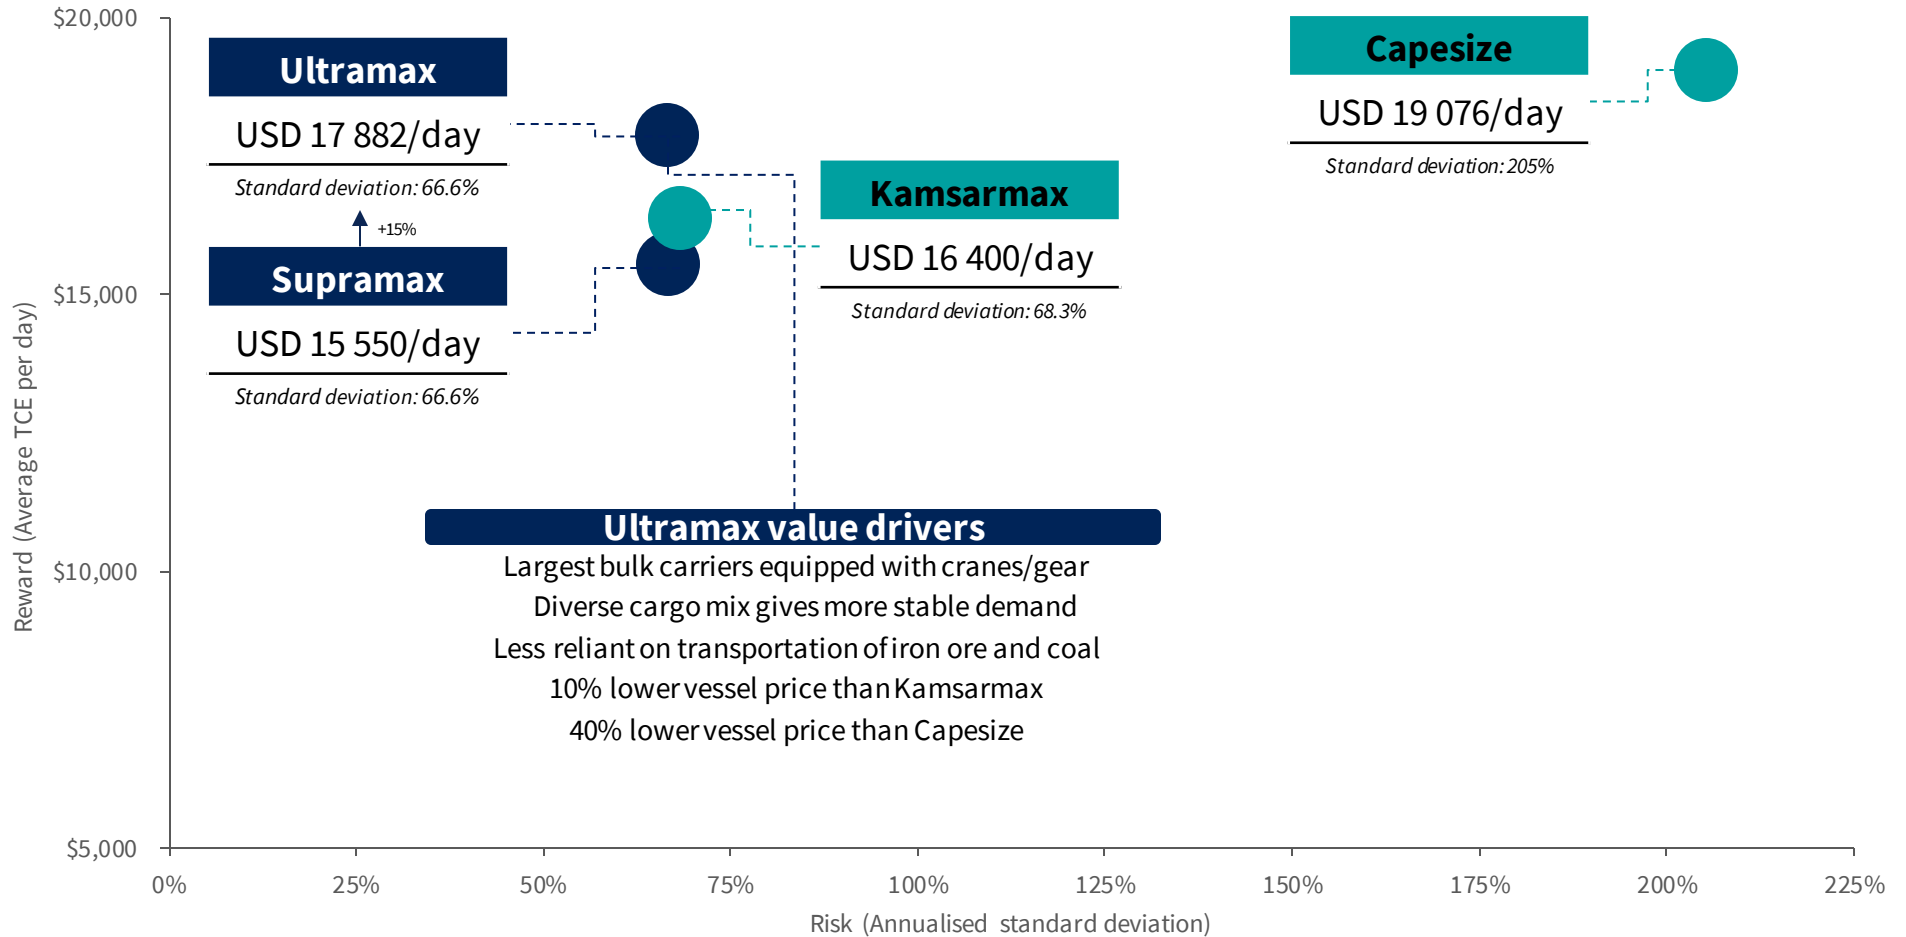 $20,000
Ultramax
USD 17 882/day
Standard deviation: 66.6%
+15%
Supramax
USD 15 550/day
Standard deviation: 66.6%
Kamsarmax
USD 16 400/day
Standard deviation: 68.3%
Capesize
USD 19 076/day
Standard deviation: 205%
$15,000
$10,000
$5,000
Reward (Average TCE per day)
Ultramax value drivers
Largest bulk carriers equipped with cranes/gear
Diverse cargo mix gives more stable demand
Less reliant on transportation of iron ore and coal
10% lower vessel price than Kamsarmax
40% lower vessel price than Capesize
0% 25% 50% 75% 100% 125% 150% 175% 200% 225%
Risk (Annualised standard deviation)